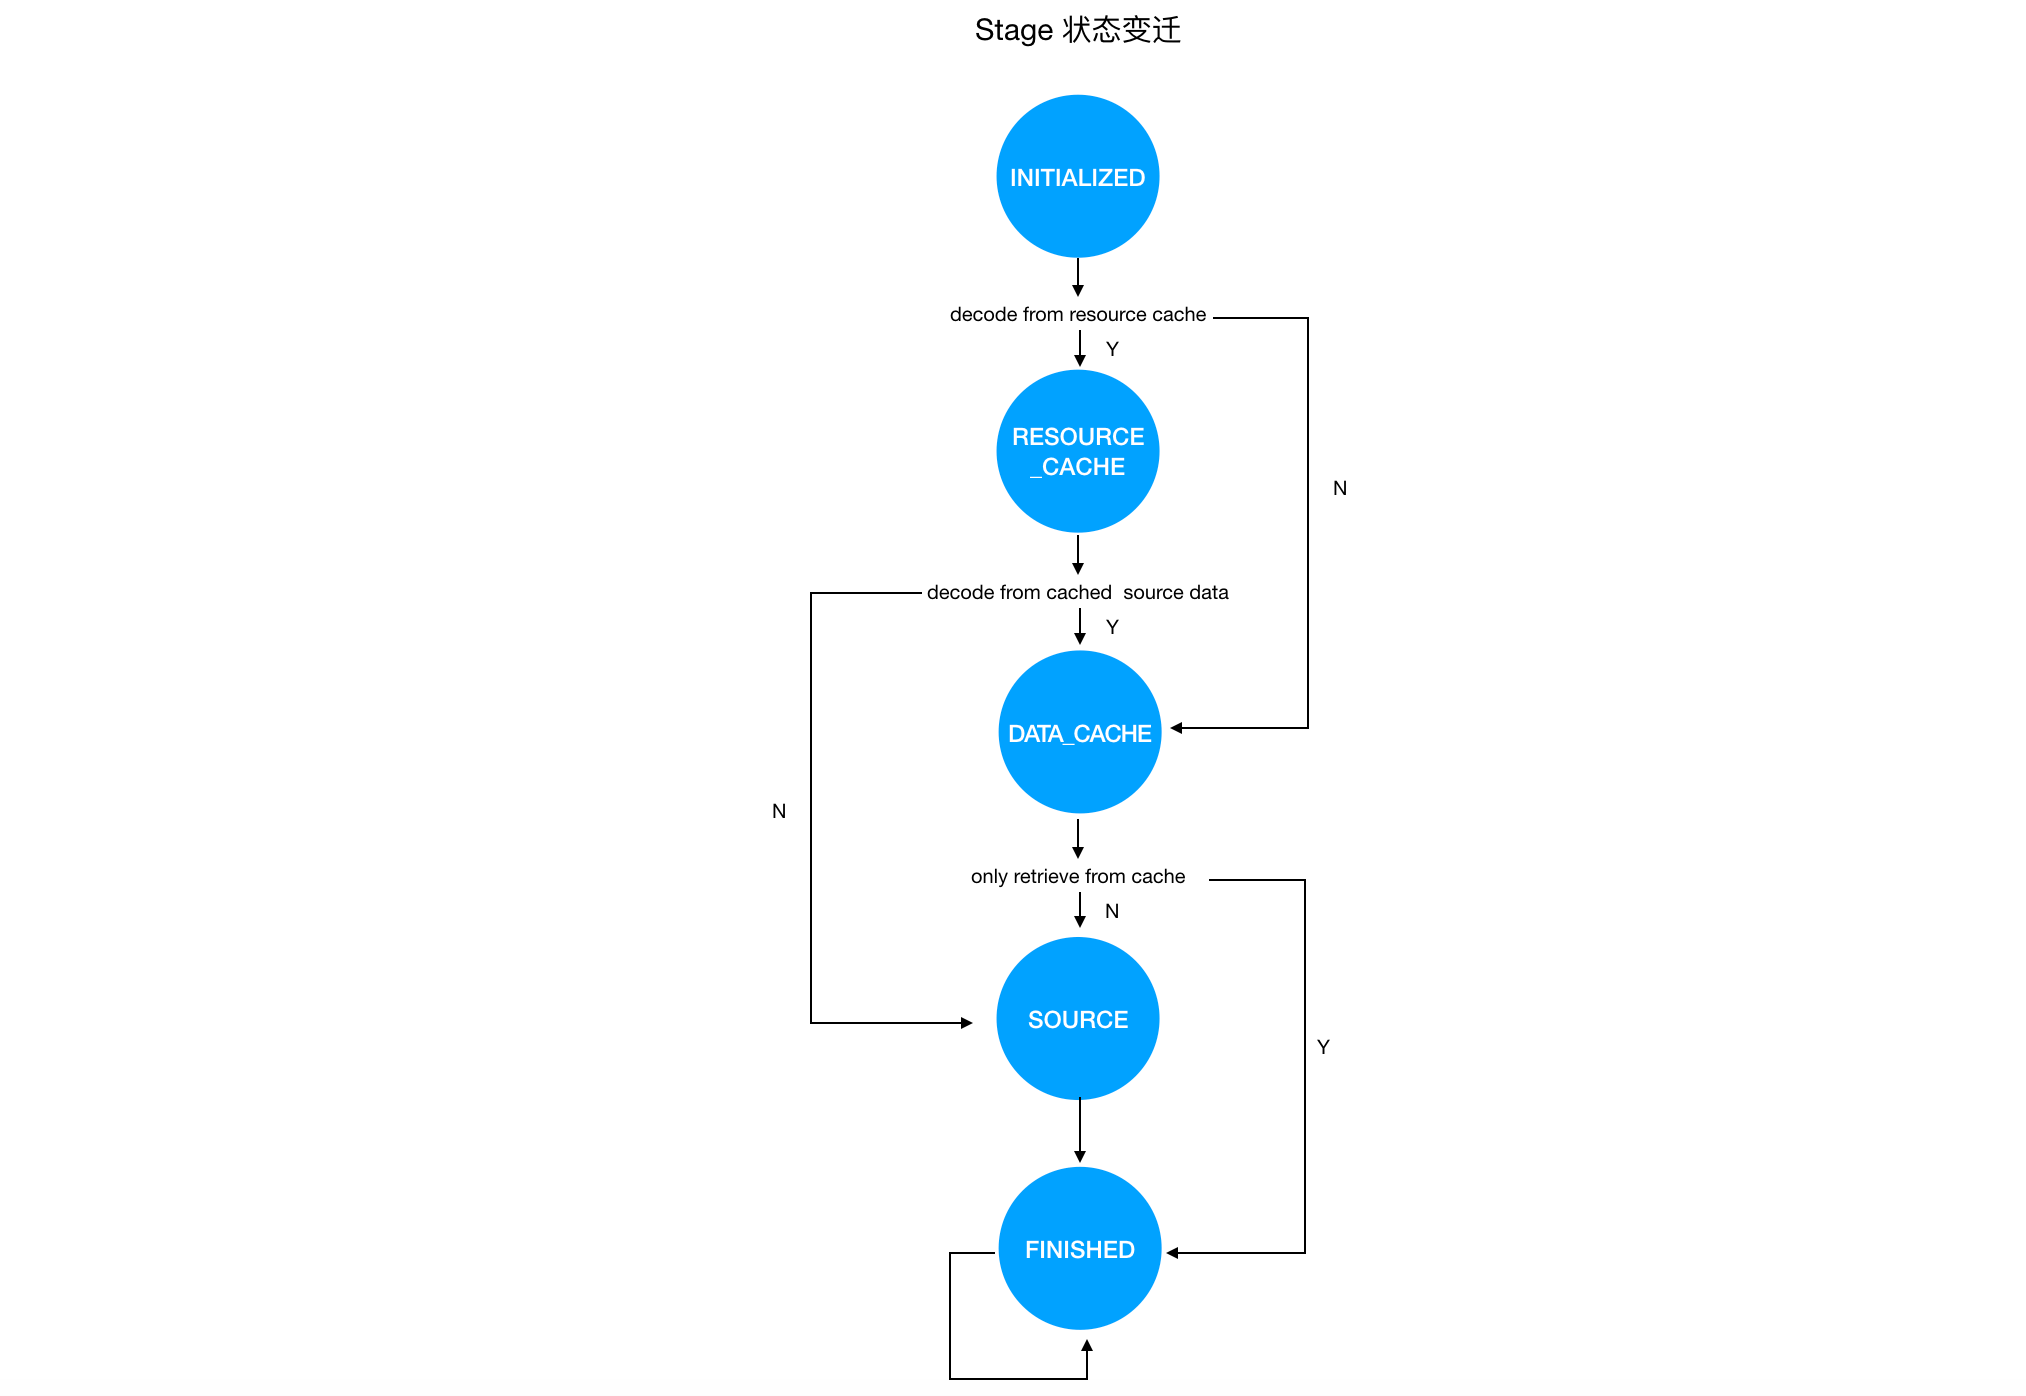 Stage 状态变迁
INITIALIZED
decode from resource cache
Y
RESOURCE
_CACHE
N
decode from cached  source data
Y
DATA_CACHE
N
only retrieve from cache
N
SOURCE
Y
FINISHED